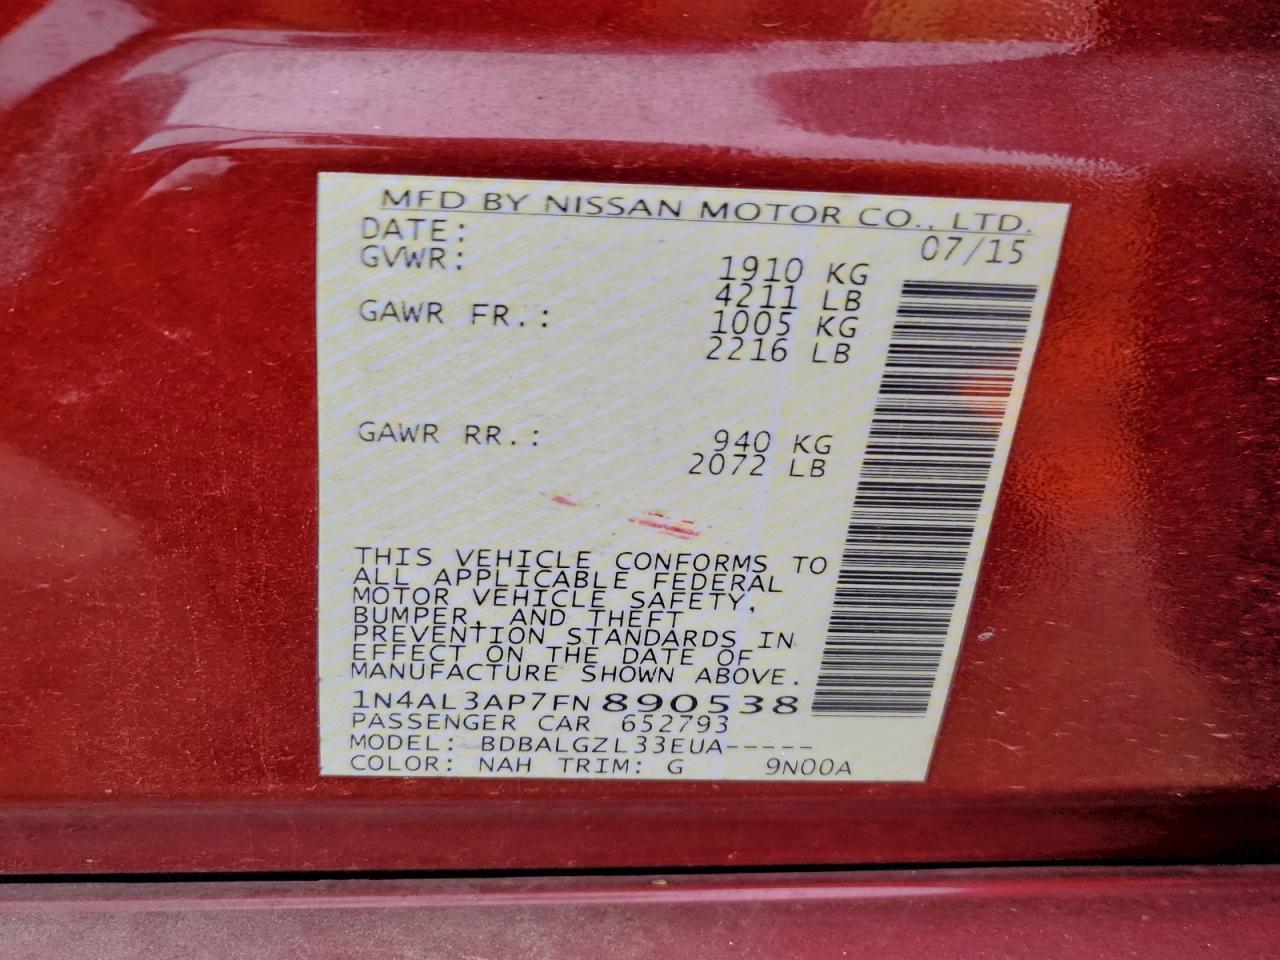 MFD BY NISSAN MOTOR CO., LTD.
DATE: 07/15
GVWR: 1910 KG
4211 LB
GAWR FR.: 1005 KG
2216 LB
GAWR RR.: 940 KG
2072 LB
THIS VEHICLE CONFORMS TO
ALL APPLICABLE FEDERAL
MOTOR VEHICLE SAFETY,
BUMPER, AND THEFT
PREVENTION STANDARDS IN
EFFECT ON THE DATE OF
MANUFACTURE SHOWN ABOVE.
1N4AL3AP7FN890538
PASSENGER CAR 652793
MODEL: BDBALGZL33EUA-----
COLOR: NAH TRIM: G 9N00A